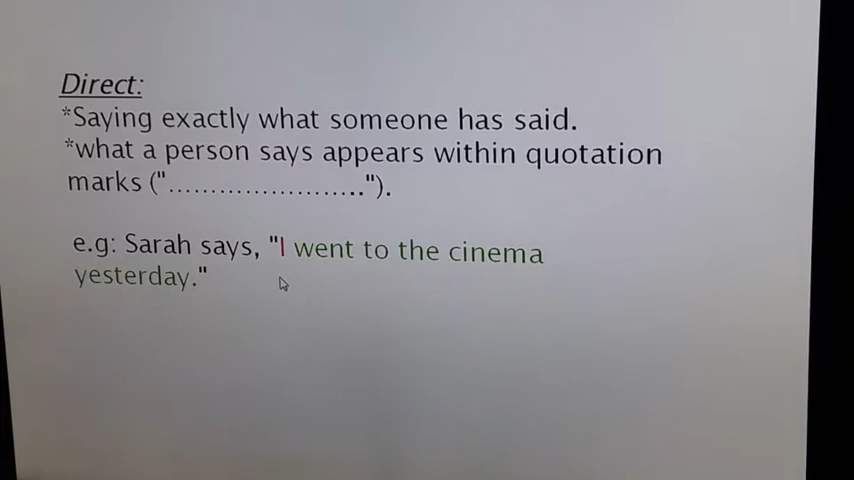 Direct:
*Saying exactly what someone has said.
*what a person says appears within quotation
marks ("........................").
e.g: Sarah says, "I went to the cinema
yesterday."